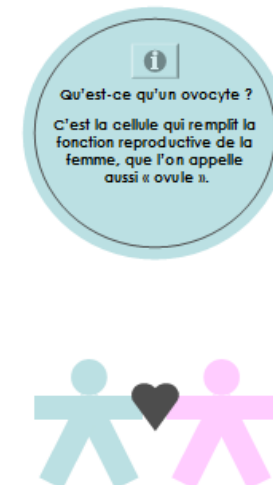 Qu'est-ce qu'un ovocyte ?
C'est la cellule qui remplit la
fonction reproductive de la
femme, que l'on appelle
aussi « ovule ».